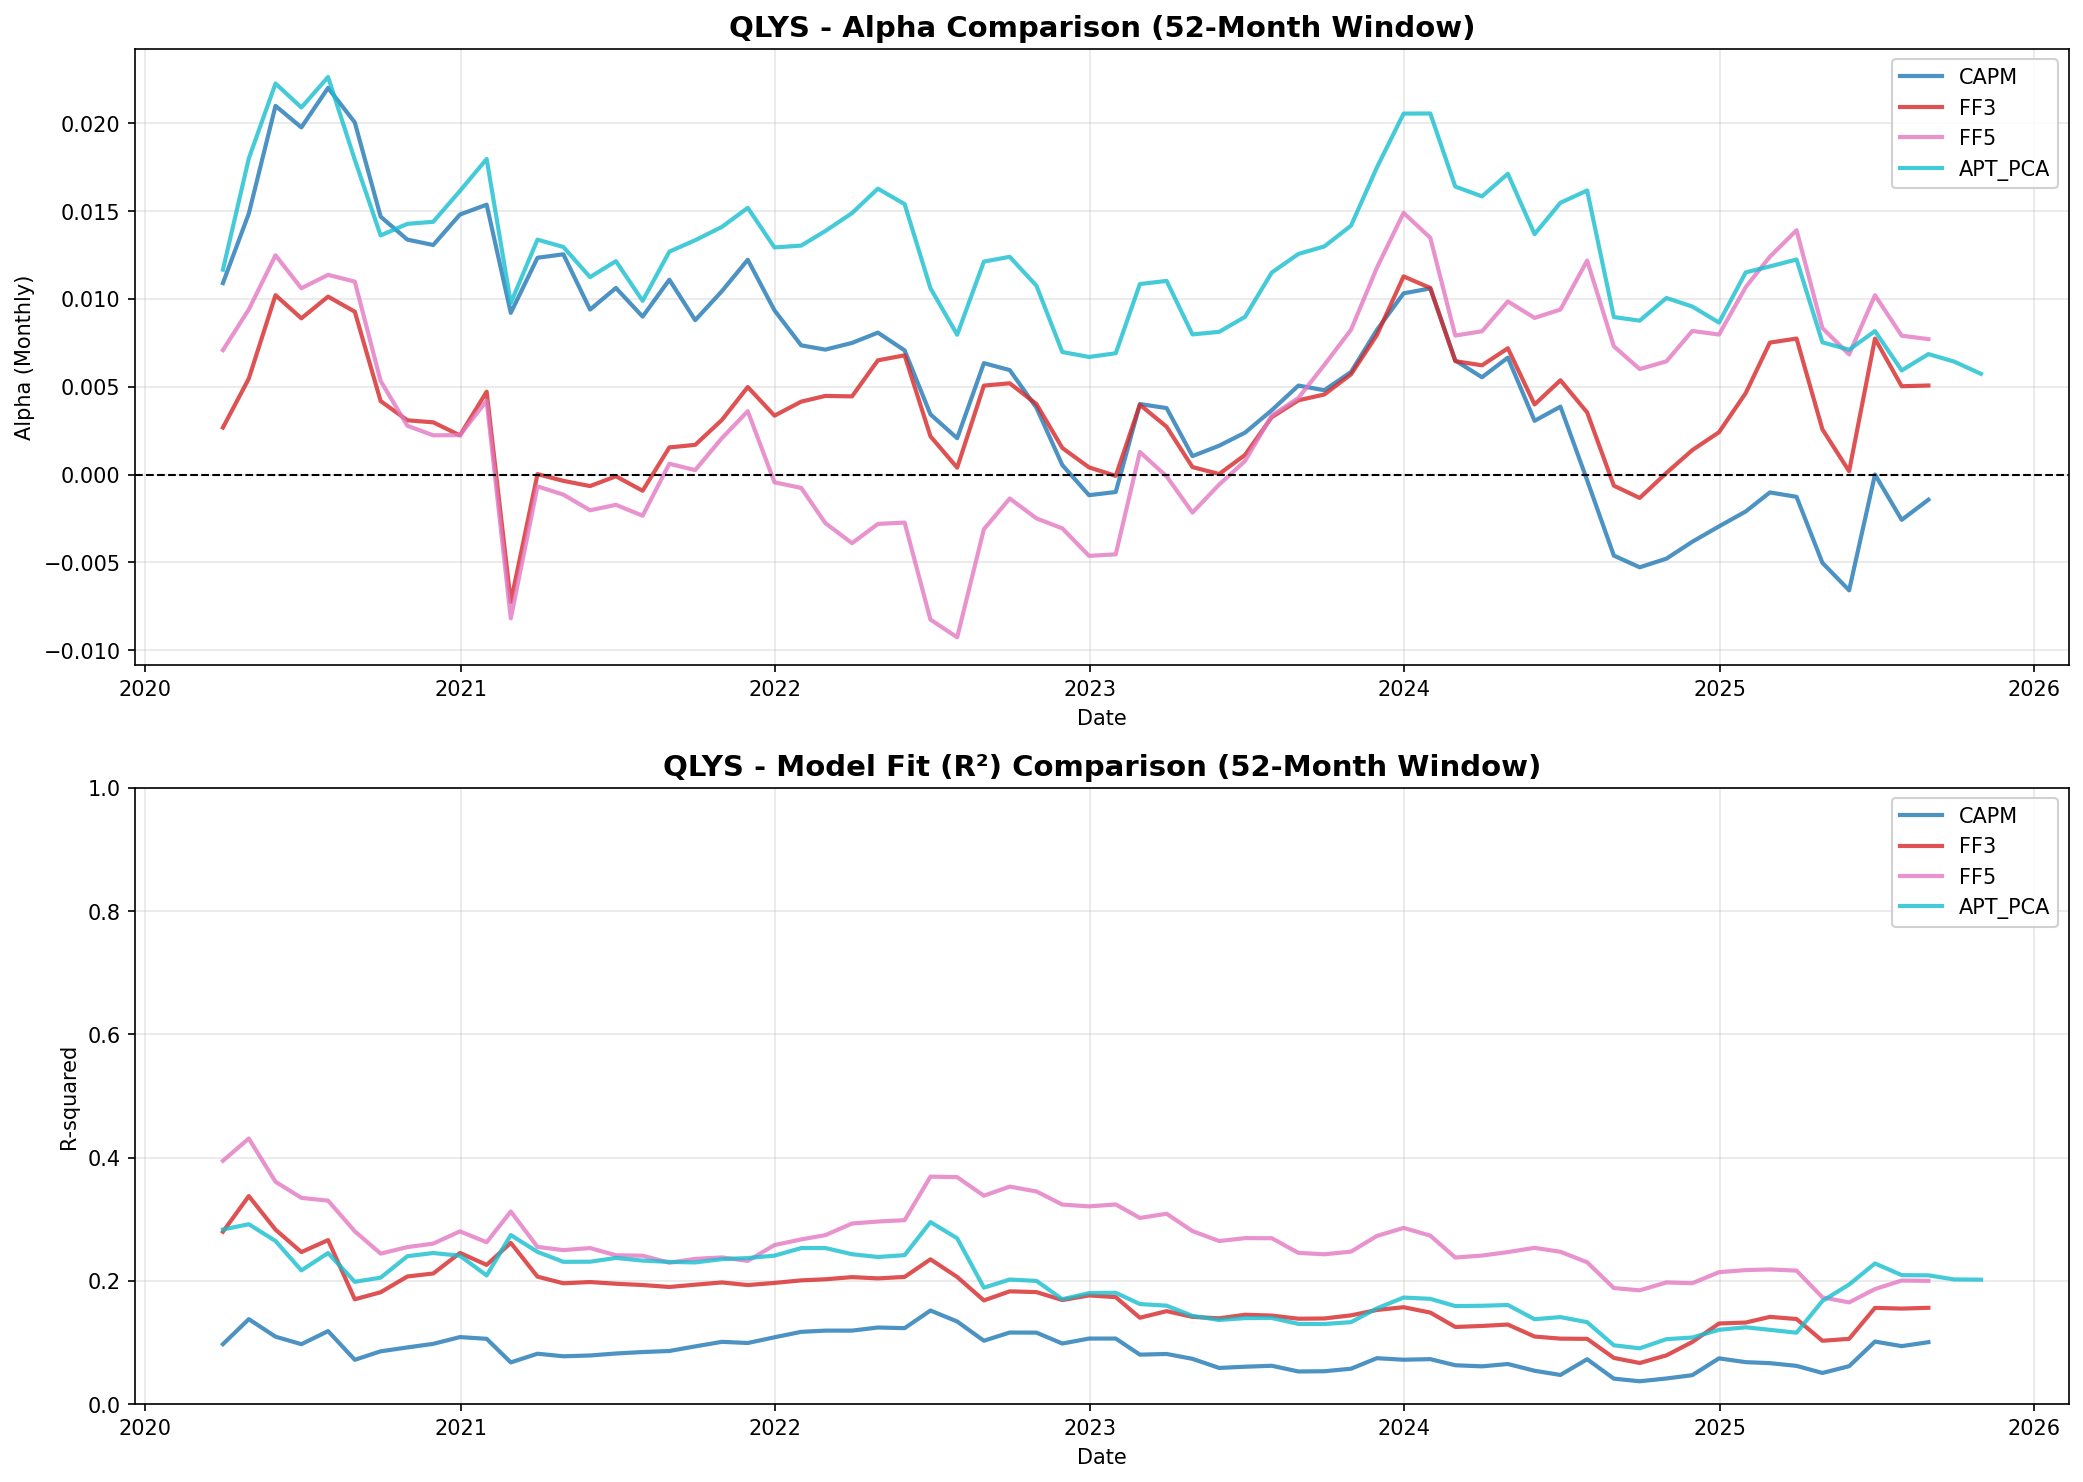 QLYS - Alpha Comparison (52-Month Window)
CAPM
FF3
FF5
APT_PCA
0.020
0.015
0.010
0.005
0.000
−0.005
−0.010
Alpha (Monthly)
2020 2021 2022 2023 2024 2025 2026
Date
QLYS - Model Fit (R²) Comparison (52-Month Window)
CAPM
FF3
FF5
APT_PCA
1.0
0.8
0.6
0.4
0.2
0.0
R-squared
2020 2021 2022 2023 2024 2025 2026
Date